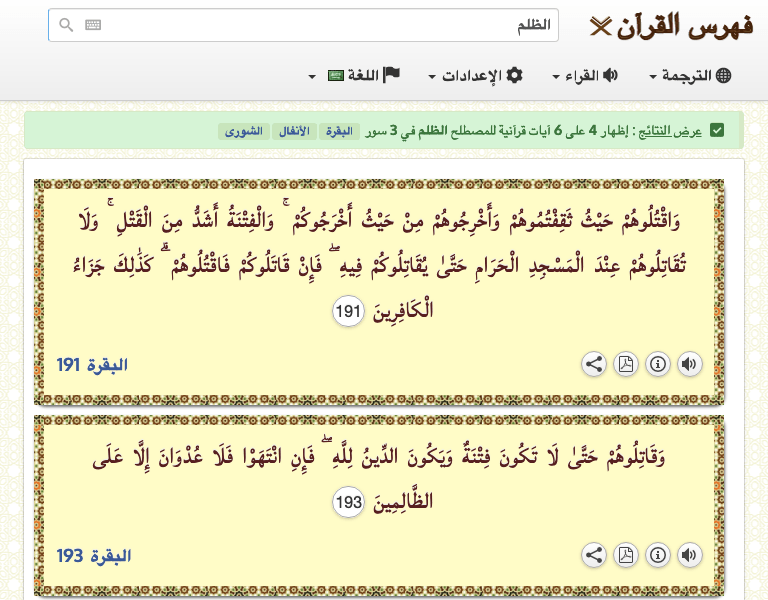 فهرس القرآن
الظلم
الترجمة القراء الإعدادات اللغة
عرض النتائج : إظهار 4 على 6 آيات قرآنية للمصطلح الظلم في 3 سور البقرة الأنفال الشورى
وَاقْتُلُوهُمْ حَيْثُ ثَقِفْتُمُوهُمْ وَأَخْرِجُوهُمْ مِنْ حَيْثُ أَخْرَجُوكُمْ ۚ وَالْفِتْنَةُ أَشَدُّ مِنَ الْقَتْلِ ۚ وَلَا
تُقَاتِلُوهُمْ عِنْدَ الْمَسْجِدِ الْحَرَامِ حَتَّىٰ يُقَاتِلُوكُمْ فِيهِ ۖ فَإِنْ قَاتَلُوكُمْ فَاقْتُلُوهُمْ ۗ كَذَٰلِكَ جَزَاءُ
الْكَافِرِينَ 191
البقرة 191
وَقَاتِلُوهُمْ حَتَّىٰ لَا تَكُونَ فِتْنَةٌ وَيَكُونَ الدِّينُ لِلَّهِ ۖ فَإِنِ انْتَهَوْا فَلَا عُدْوَانَ إِلَّا عَلَى
الظَّالِمِينَ 193
البقرة 193